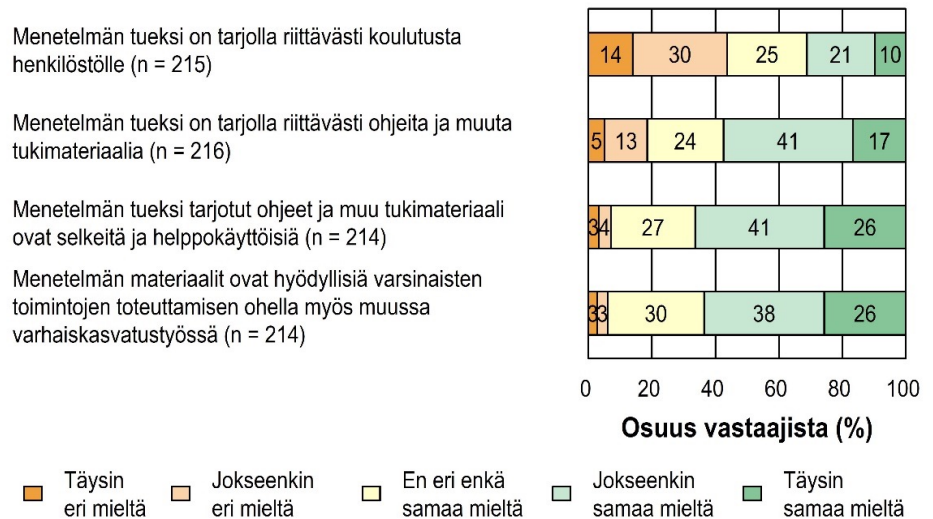 Menetelmän tueksi on tarjolla riittävästi koulutusta
henkilöstölle (n = 215)
14 30 25 21 10
Menetelmän tueksi on tarjolla riittävästi ohjeita ja muuta
tukimateriaalia (n = 216)
5 13 24 41 17
Menetelmän tueksi tarjotut ohjeet ja muu tukimateriaali
ovat selkeitä ja helppokäyttöisiä (n = 214)
3 4 27 41 26
Menetelmän materiaalit ovat hyödyllisiä varsinaisten
toimintojen toteuttamisen ohella myös muussa
varhaiskasvatustyössä (n = 214)
3 3 30 38 26
0 20 40 60 80 100
Osuus vastaajista (%)
Täysin
eri mieltä
Jokseenkin
eri mieltä
En eri enkä
samaa mieltä
Jokseenkin
samaa mieltä
Täysin
samaa mieltä